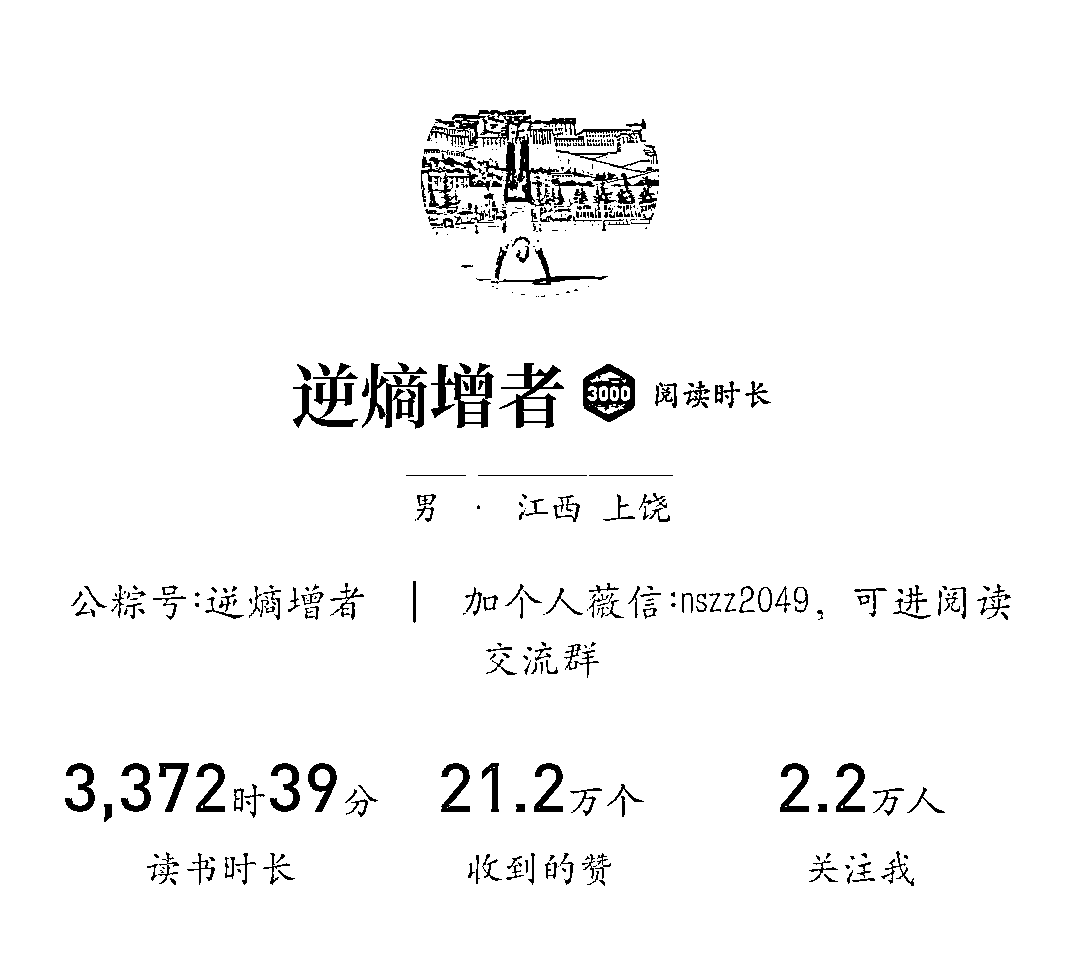 逆熵增者 3000 阅读时长
男 · 江西 上饶
公粽号:逆熵增者 | 加个人薇信:nszz2049，可进阅读
交流群
3,372时39分 21.2万个 2.2万人
读书时长 收到的赞 关注我